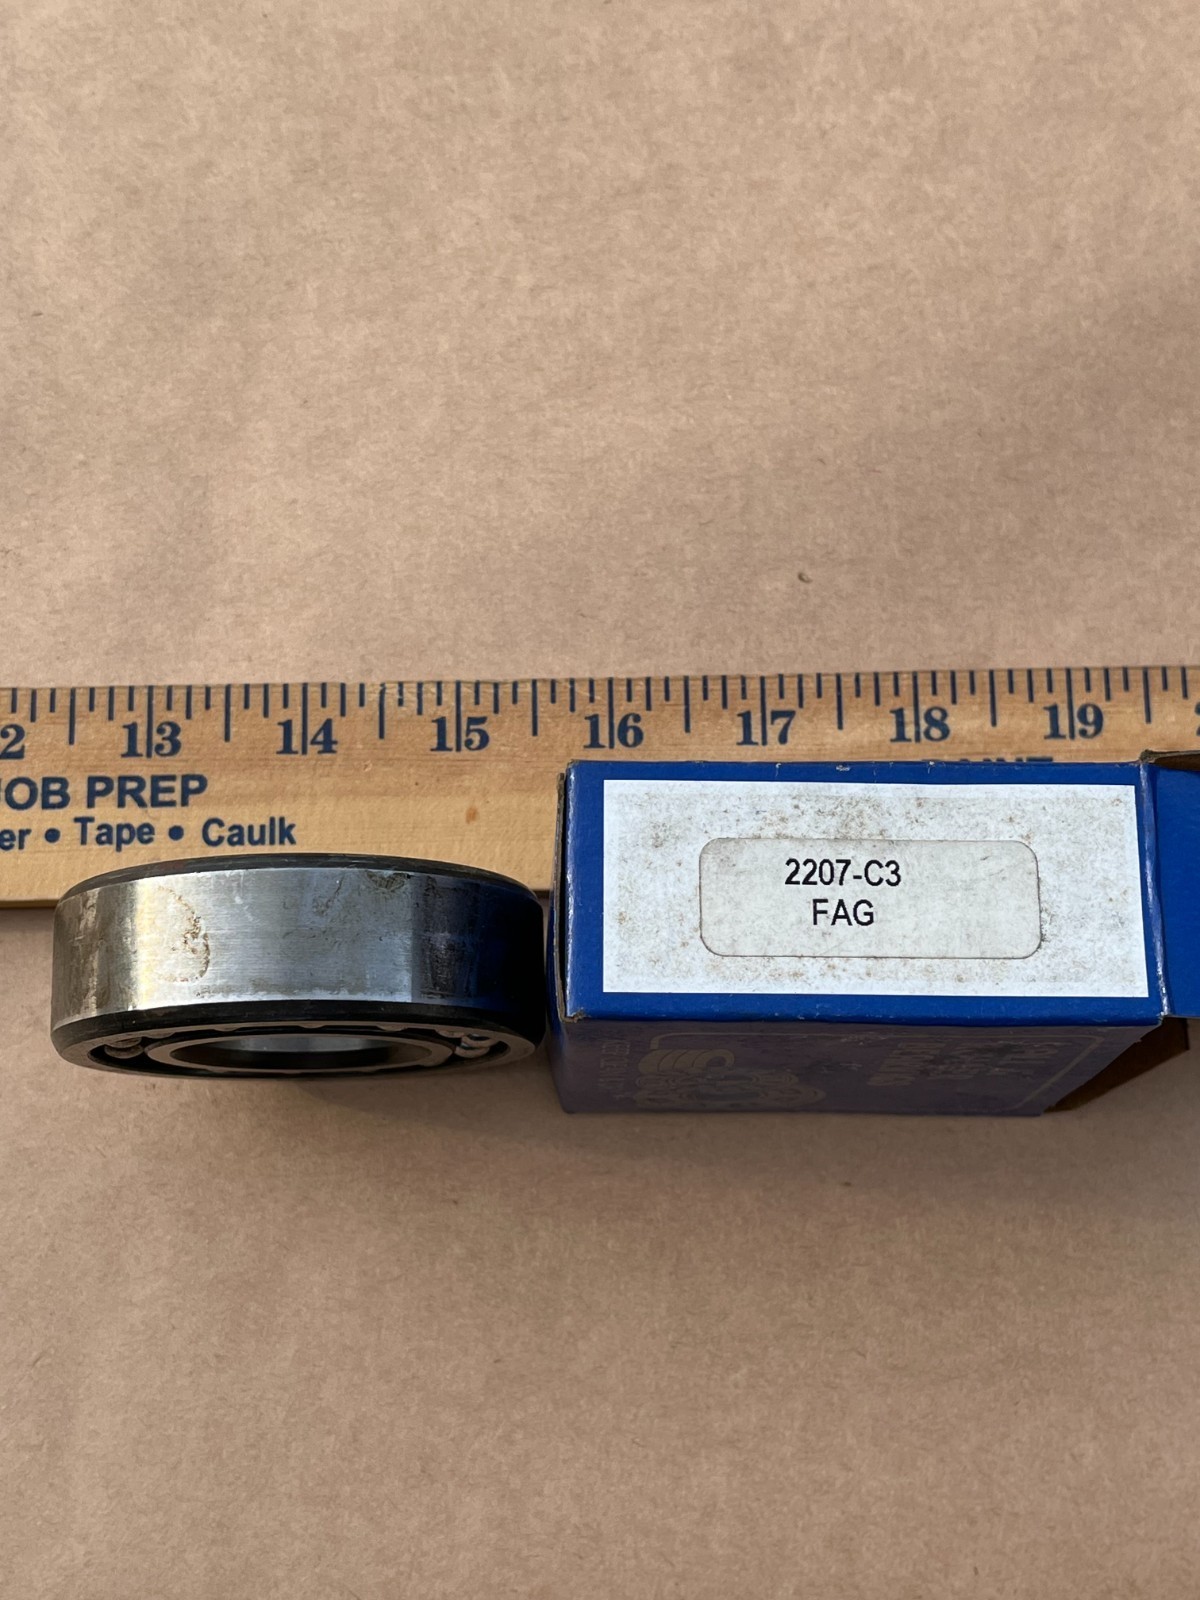 2 13 14 15 16 17 18 19
JOB PREP
er • Tape • Caulk
2207-C3
FAG